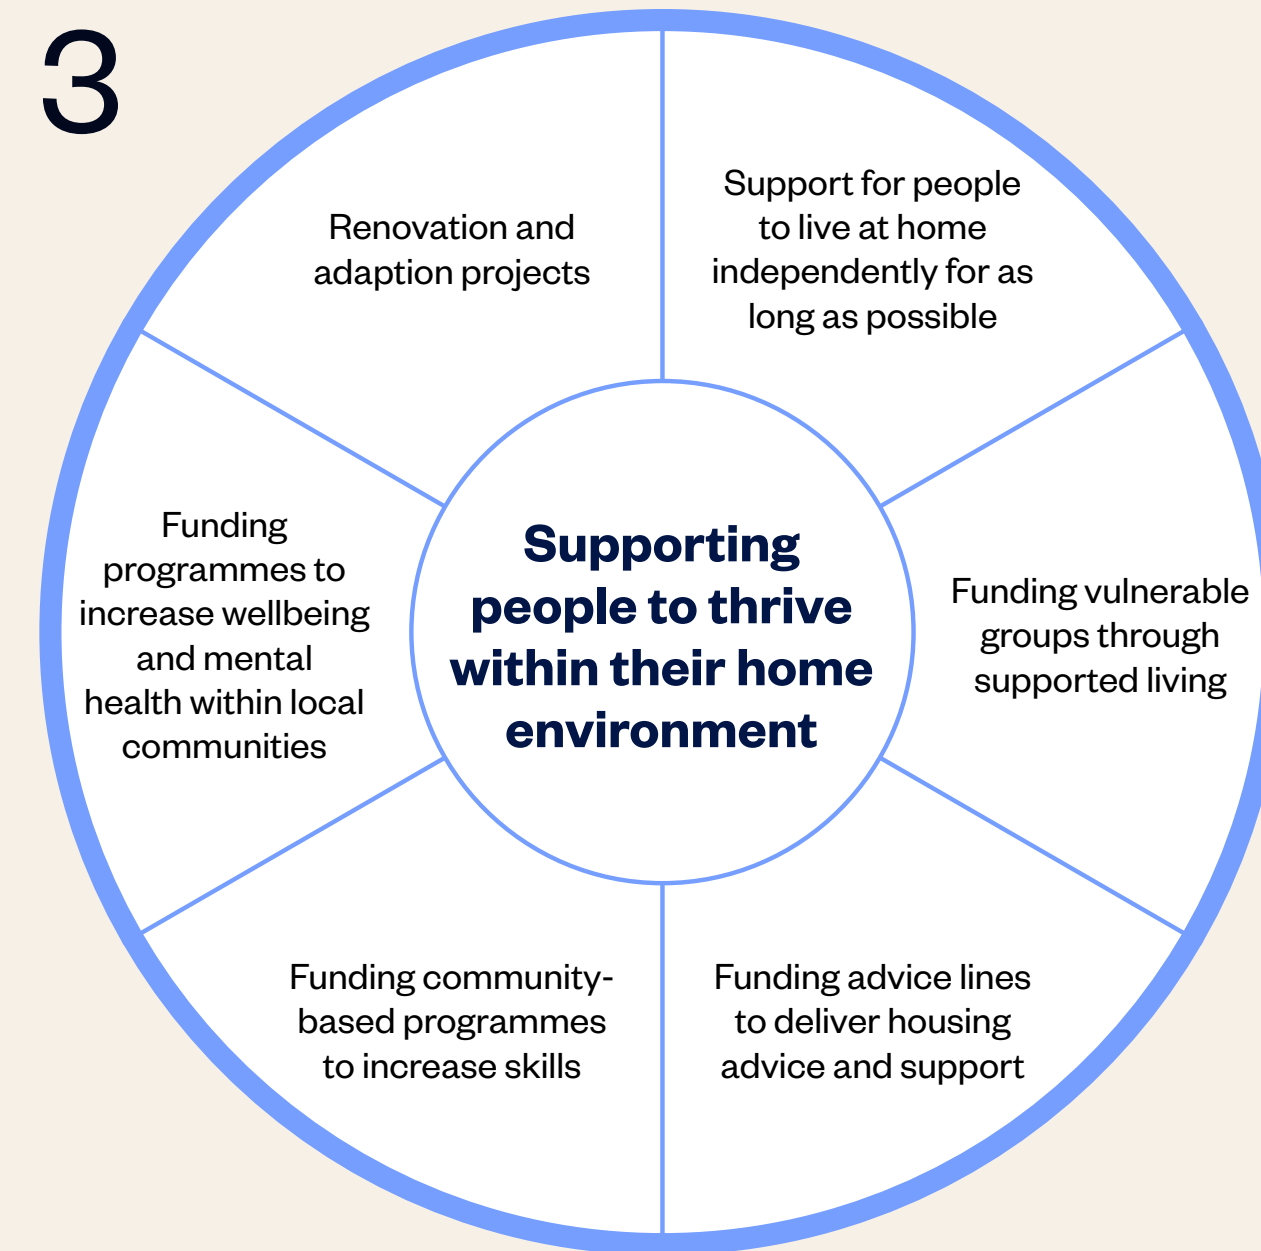 3
Support for people
to live at home
independently for as
long as possible
Funding vulnerable
groups through
supported living
Funding advice lines
to deliver housing
advice and support
Funding community-
based programmes
to increase skills
Funding
programmes to
increase wellbeing
and mental
health within local
communities
Renovation and
adaption projects
Supporting
people to thrive
within their home
environment